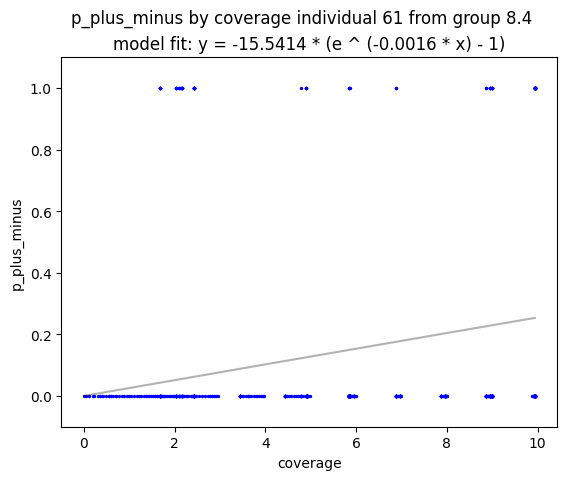 p_plus_minus by coverage individual 61 from group 8.4
model fit: y = -15.5414 * (e ^ (-0.0016 * x) - 1)
1.0
0.8
0.6
0.4
0.2
0.0
p_plus_minus
0 2 4 6 8 10
coverage